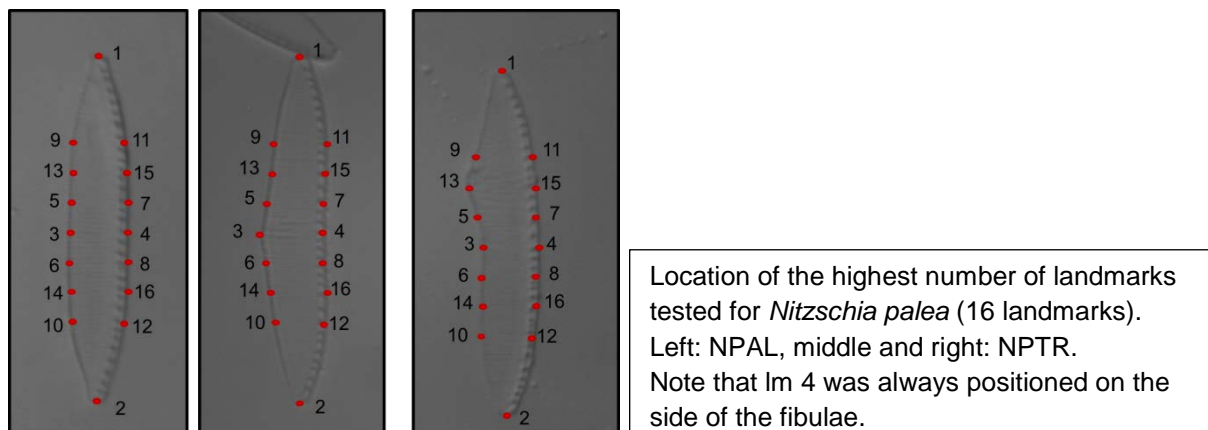 1 1 1
9 11 9 11 9 11
13 15 13 15 13 15
5 7 5 7 5 7
3 4 3 4 3 4
6 8 6 8 6 8
14 16 14 16 14 16
10 12 10 12 10 12
2 2 2
Location of the highest number of landmarks
tested for Nitzschia palea (16 landmarks).
Left: NPAL, middle and right: NPTR.
Note that lm 4 was always positioned on the
side of the fibulae.